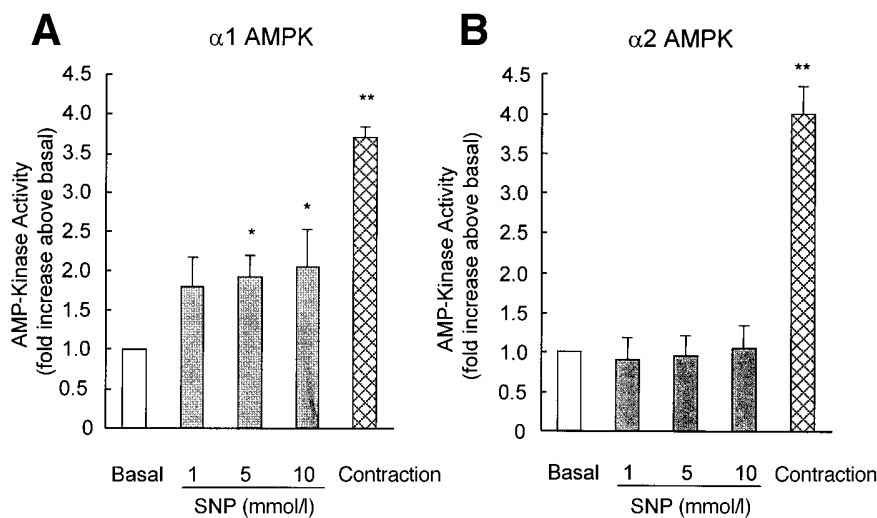 A
α1 AMPK
AMP-Kinase Activity
(fold increase above basal)
4.5
4.0
3.5
3.0
2.5
2.0
1.5
1.0
0.5
0
**
*
*
Basal
1
5
10
Contraction
SNP (mmol/l)
B
α2 AMPK
AMP-Kinase Activity
(fold increase above basal)
4.5
4.0
3.5
3.0
2.5
2.0
1.5
1.0
0.5
0
**
Basal
1
5
10
Contraction
SNP (mmol/l)